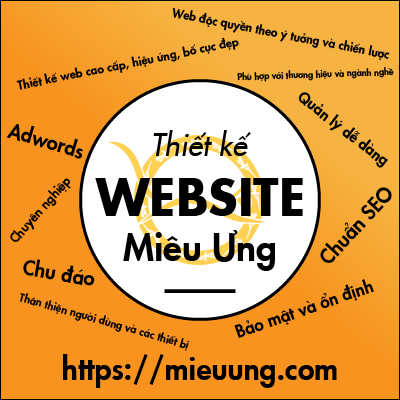 Web độc quyền theo ý tưởng và chiến lược
Thiết kế web cao cấp, hiệu ứng, bố cục đẹp
Phù hợp với thương hiệu và ngành nghề
Quản lý dễ dàng
Adwords
Thiết kế
WEBSITE
Miêu Ưng
Chuyên nghiệp
Chuẩn SEO
Chu đáo
Thân thiện người dùng và các thiết bị
Bảo mật và ổn định
https://mieuung.com